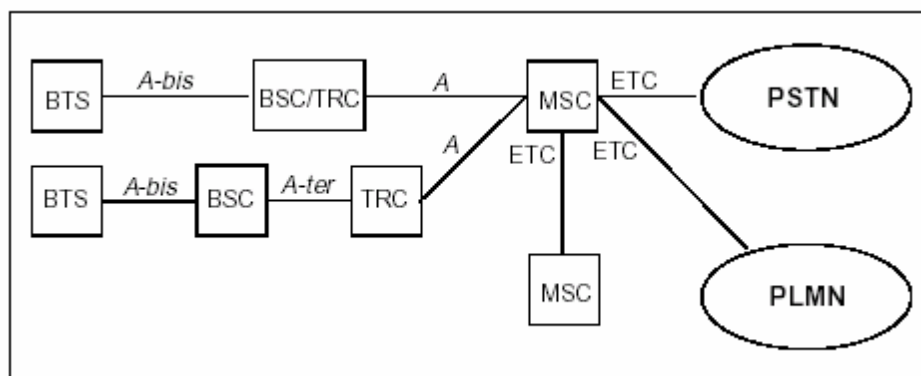 BTS A-bis BSC/TRC A MSC ETC PSTN
A ETC ETC
BTS A-bis BSC A-ter TRC
MSC PLMN